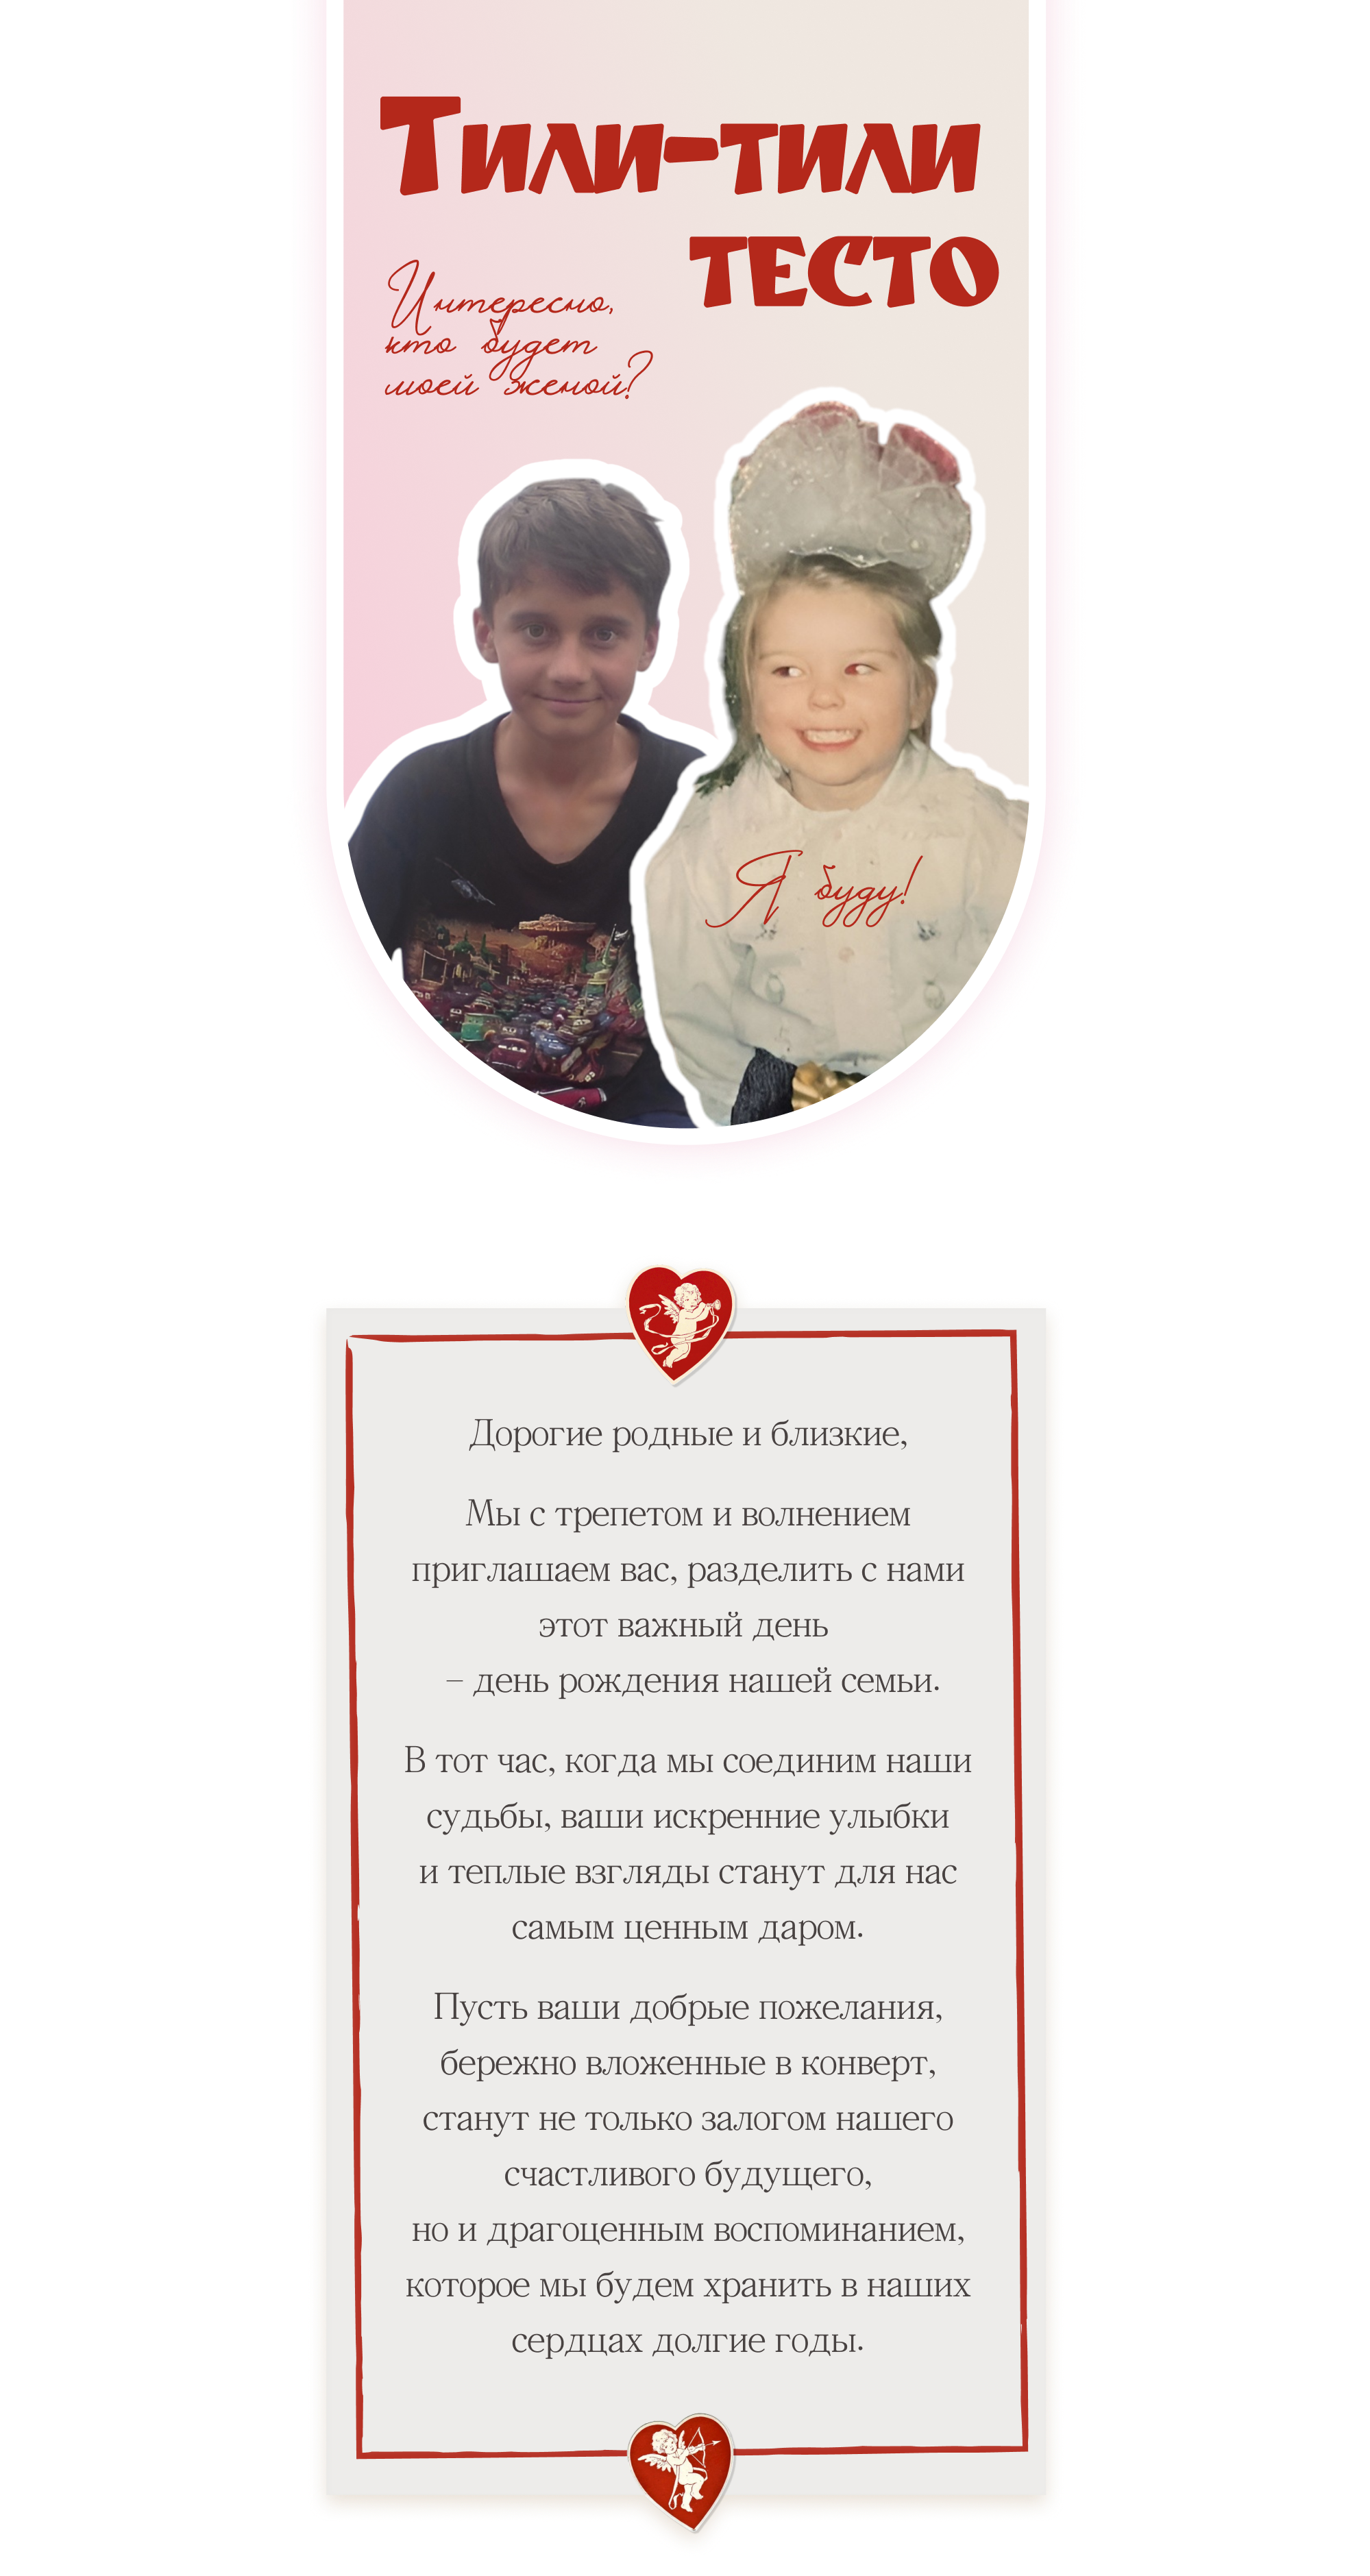 Тили-тили
тесто
Интересно,
кто будет
моей женой?
Я буду!
Дорогие родные и близкие,
Мы с трепетом и волнением
приглашаем вас, разделить с нами
этот важный день
– день рождения нашей семьи.
В тот час, когда мы соединим наши
судьбы, ваши искренние улыбки
и теплые взгляды станут для нас
самым ценным даром.
Пусть ваши добрые пожелания,
бережно вложенные в конверт,
станут не только залогом нашего
счастливого будущего,
но и драгоценным воспоминанием,
которое мы будем хранить в наших
сердцах долгие годы.